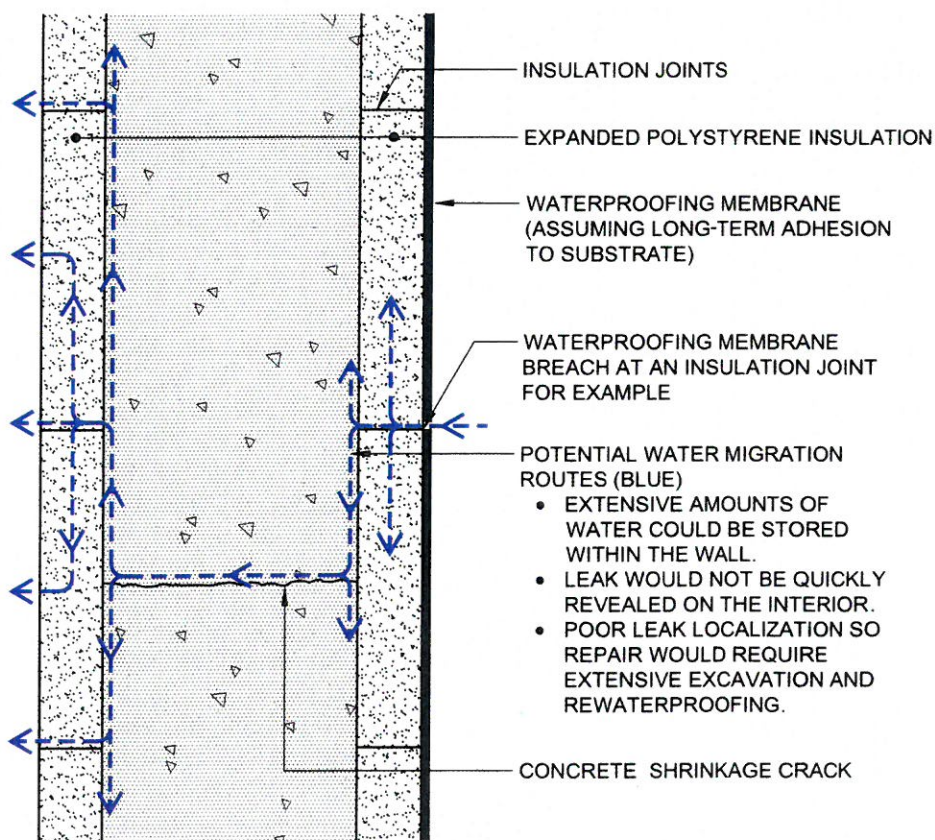 INSULATION JOINTS
EXPANDED POLYSTYRENE INSULATION
WATERPROOFING MEMBRANE
(ASSUMING LONG-TERM ADHESION
TO SUBSTRATE)
WATERPROOFING MEMBRANE
BREACH AT AN INSULATION JOINT
FOR EXAMPLE
POTENTIAL WATER MIGRATION
ROUTES (BLUE)
• EXTENSIVE AMOUNTS OF
WATER COULD BE STORED
WITHIN THE WALL.
• LEAK WOULD NOT BE QUICKLY
REVEALED ON THE INTERIOR.
• POOR LEAK LOCALIZATION SO
REPAIR WOULD REQUIRE
EXTENSIVE EXCAVATION AND
REWATERPROOFING.
CONCRETE SHRINKAGE CRACK